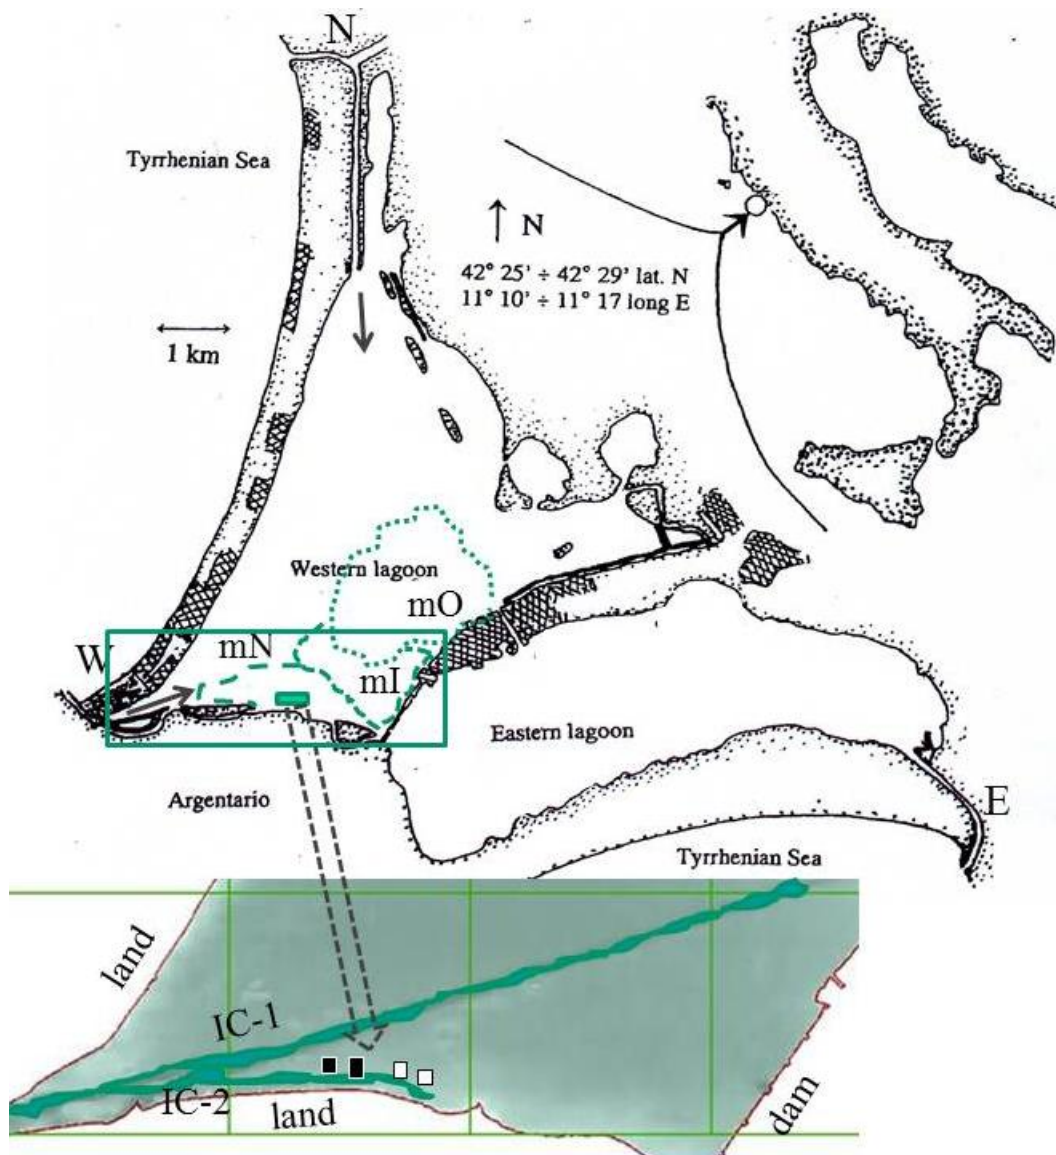 N
Tyrrhenian Sea
N
42° 25' ÷ 42° 29' lat. N
11° 10' ÷ 11° 17 long E
1 km
Western lagoon
mO
mN
W
mI
Eastern lagoon
Argentario
E
Tyrrhenian Sea
land
IC-1
IC-2
land
dam